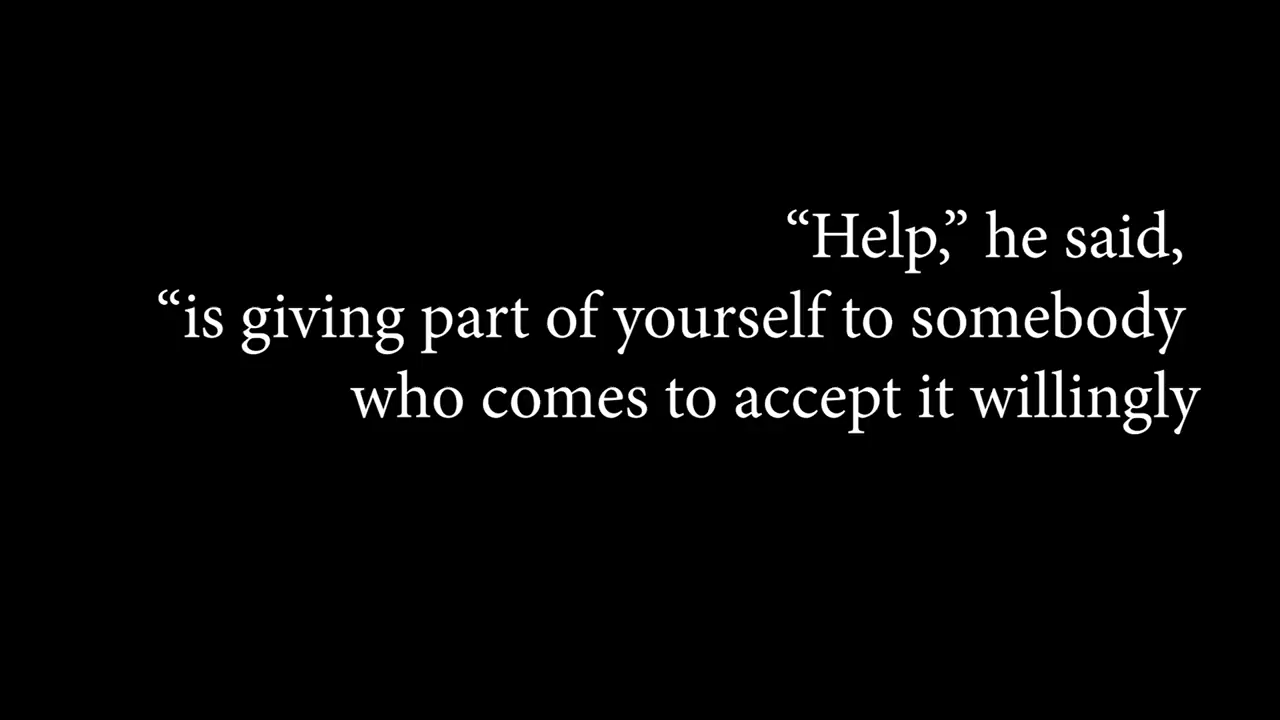 “Help,” he said,
“is giving part of yourself to somebody
who comes to accept it willingly